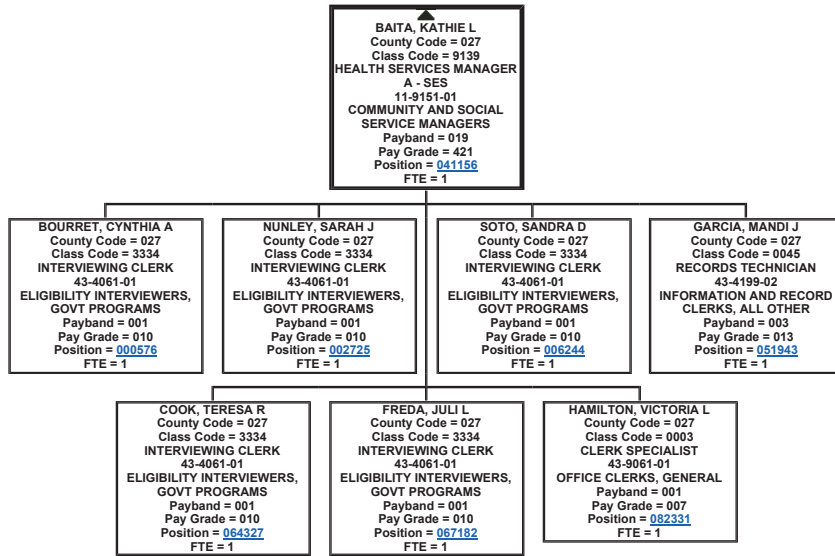 BAITA, KATHIE L
County Code = 027
Class Code = 9139
HEALTH SERVICES MANAGER
A - SES
11-9151-01
COMMUNITY AND SOCIAL
SERVICE MANAGERS
Payband = 019
Pay Grade = 421
Position = 041156
FTE = 1
BOURRET, CYNTHIA A
County Code = 027
Class Code = 3334
INTERVIEWING CLERK
43-4061-01
ELIGIBILITY INTERVIEWERS,
GOVT PROGRAMS
Payband = 001
Pay Grade = 010
Position = 000576
FTE = 1
NUNLEY, SARAH J
County Code = 027
Class Code = 3334
INTERVIEWING CLERK
43-4061-01
ELIGIBILITY INTERVIEWERS,
GOVT PROGRAMS
Payband = 001
Pay Grade = 010
Position = 002725
FTE = 1
SOTO, SANDRA D
County Code = 027
Class Code = 3334
INTERVIEWING CLERK
43-4061-01
ELIGIBILITY INTERVIEWERS,
GOVT PROGRAMS
Payband = 001
Pay Grade = 010
Position = 006244
FTE = 1
GARCIA, MANDI J
County Code = 027
Class Code = 0045
RECORDS TECHNICIAN
43-4199-02
INFORMATION AND RECORD
CLERKS, ALL OTHER
Payband = 003
Pay Grade = 013
Position = 051943
FTE = 1
COOK, TERESA R
County Code = 027
Class Code = 3334
INTERVIEWING CLERK
43-4061-01
ELIGIBILITY INTERVIEWERS,
GOVT PROGRAMS
Payband = 001
Pay Grade = 010
Position = 064327
FTE = 1
FREDA, JULI L
County Code = 027
Class Code = 3334
INTERVIEWING CLERK
43-4061-01
ELIGIBILITY INTERVIEWERS,
GOVT PROGRAMS
Payband = 001
Pay Grade = 010
Position = 067182
FTE = 1
HAMILTON, VICTORIA L
County Code = 027
Class Code = 0003
CLERK SPECIALIST
43-9061-01
OFFICE CLERKS, GENERAL
Payband = 001
Pay Grade = 007
Position = 082331
FTE = 1